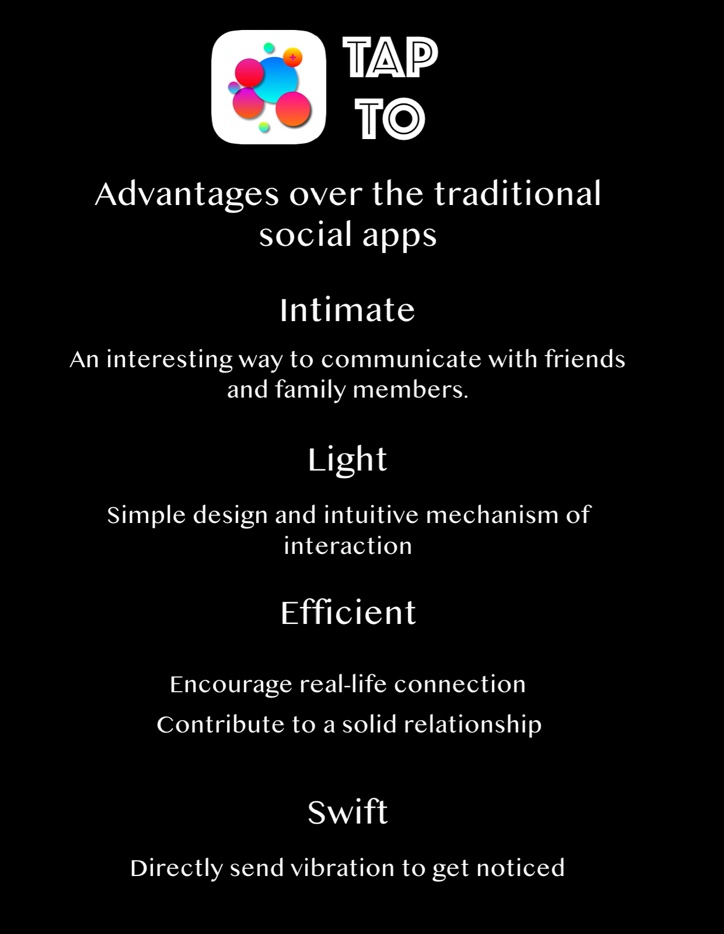 TAP
TO
Advantages over the traditional
social apps
Intimate
An interesting way to communicate with friends
and family members.
Light
Simple design and intuitive mechanism of
interaction
Efficient
Encourage real-life connection
Contribute to a solid relationship
Swift
Directly send vibration to get noticed